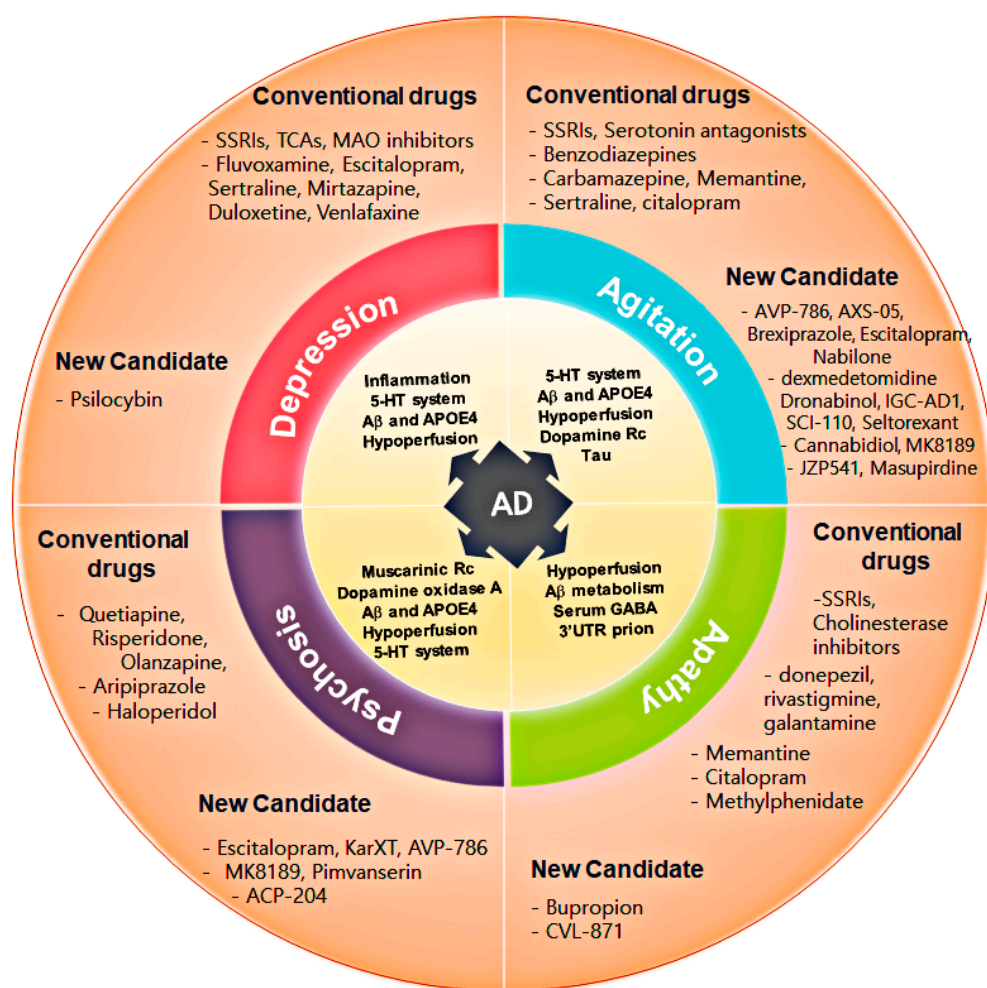 Conventional drugs
- SSRIs, TCAs, MAO inhibitors
- Fluvoxamine, Escitalopram,
Sertraline, Mirtazapine,
Duloxetine, Venlafaxine
New Candidate
- Psilocybin
Depression
Inflammation
5-HT system
Aβ and APOE4
Hypoperfusion
Conventional drugs
- SSRIs, Serotonin antagonists
- Benzodiazepines
- Carbamazepine, Memantine,
- Sertraline, citalopram
New Candidate
- AVP-786, AXS-05,
Brexiprazole, Escitalopram,
Nabilone
- dexmedetomidine
Dronabinol, IGC-AD1,
SCI-110, Seltorexant
- Cannabidiol, MK8189
- JZP541, Masupirdine
Agitation
5-HT system
Aβ and APOE4
Hypoperfusion
Dopamine Rc
Tau
AD
Conventional
drugs
- Quetiapine,
Risperidone,
Olanzapine,
- Aripiprazole
- Haloperidol
New Candidate
- Escitalopram, KarXT, AVP-786
- MK8189, Pimvanserin
- ACP-204
Psychosis
Muscarinic Rc
Dopamine oxidase A
Aβ and APOE4
Hypoperfusion
5-HT system
Conventional
drugs
-SSRIs,
Cholinesterase
inhibitors
- donepezil,
rivastigmine,
galantamine
- Memantine
- Citalopram
- Methylphenidate
New Candidate
- Bupropion
- CVL-871
Apathy
Hypoperfusion
Aβ metabolism
Serum GABA
3'UTR prion